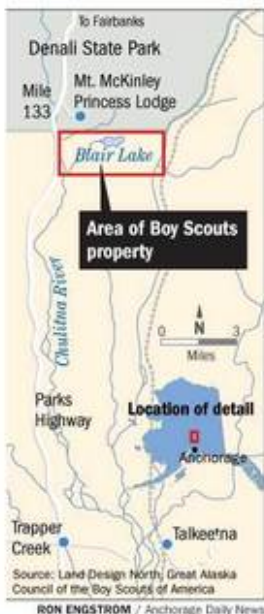 To Fairbanks
Denali State Park
Mile
133
Mt. McKinley
Princess Lodge
Blair Lake
Area of Boy Scouts
property
Chulitna River
N
0 3
Miles
Parks
Highway
Location of detail
Anchorage
Trapper
Creek
Talkeetna
Source: Land Design North; Great Alaska
Council of the Boy Scouts of America
RON ENGSTROM / Anchorage Daily News